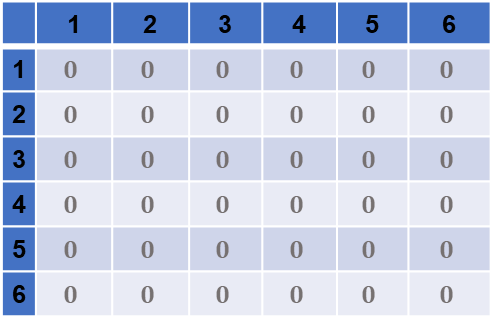 1 2 3 4 5 6
1 0 0 0 0 0 0
2 0 0 0 0 0 0
3 0 0 0 0 0 0
4 0 0 0 0 0 0
5 0 0 0 0 0 0
6 0 0 0 0 0 0